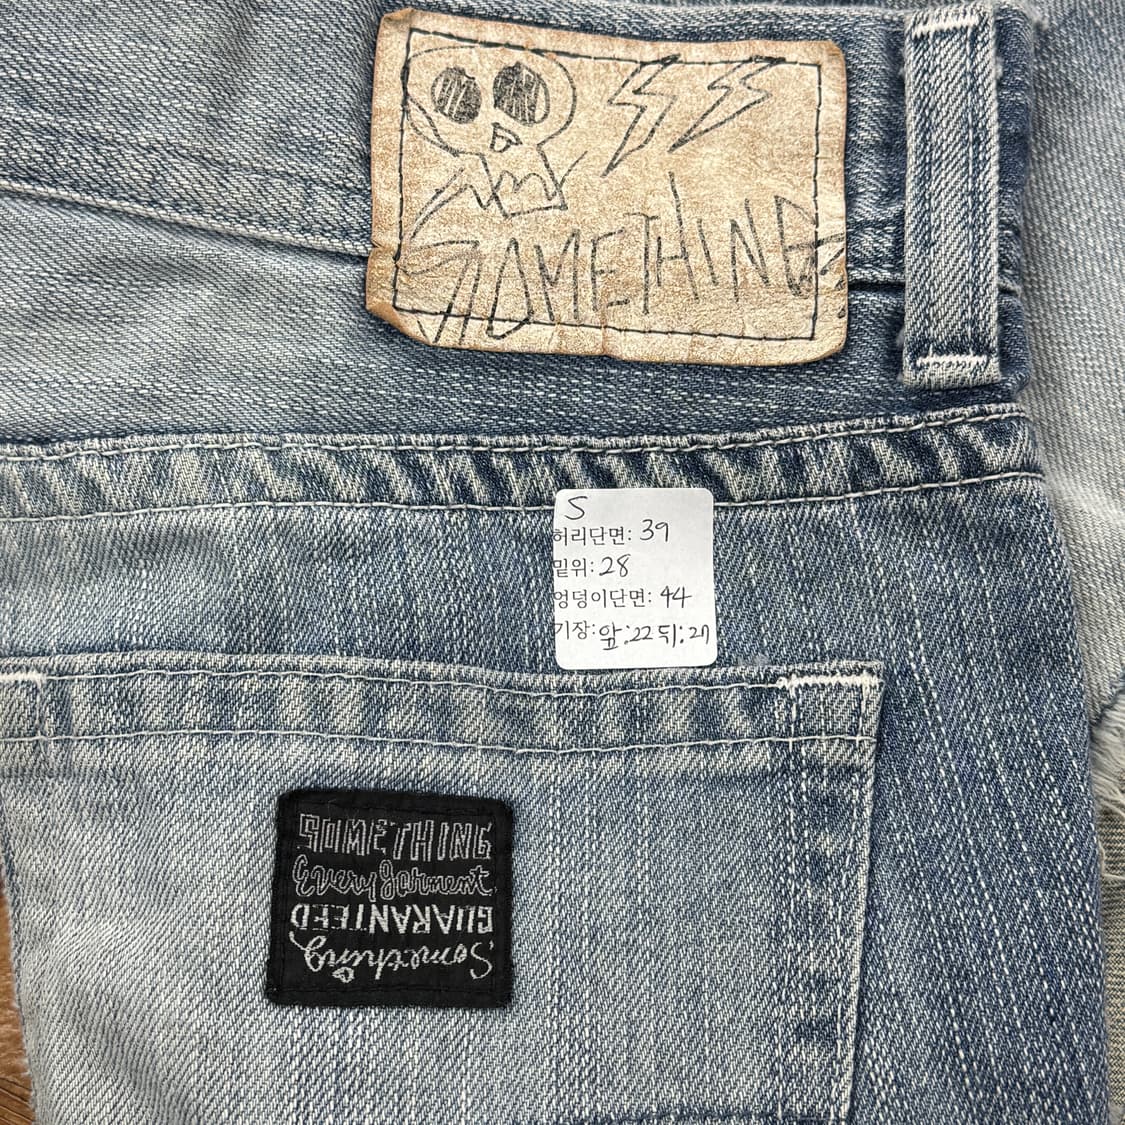 SOMETHING
S
허리단면: 39
밑위: 28
엉덩이단면: 44
기장: 앞:22 뒤:27
SOMETHING
Every garment
GUARANTEED
Something